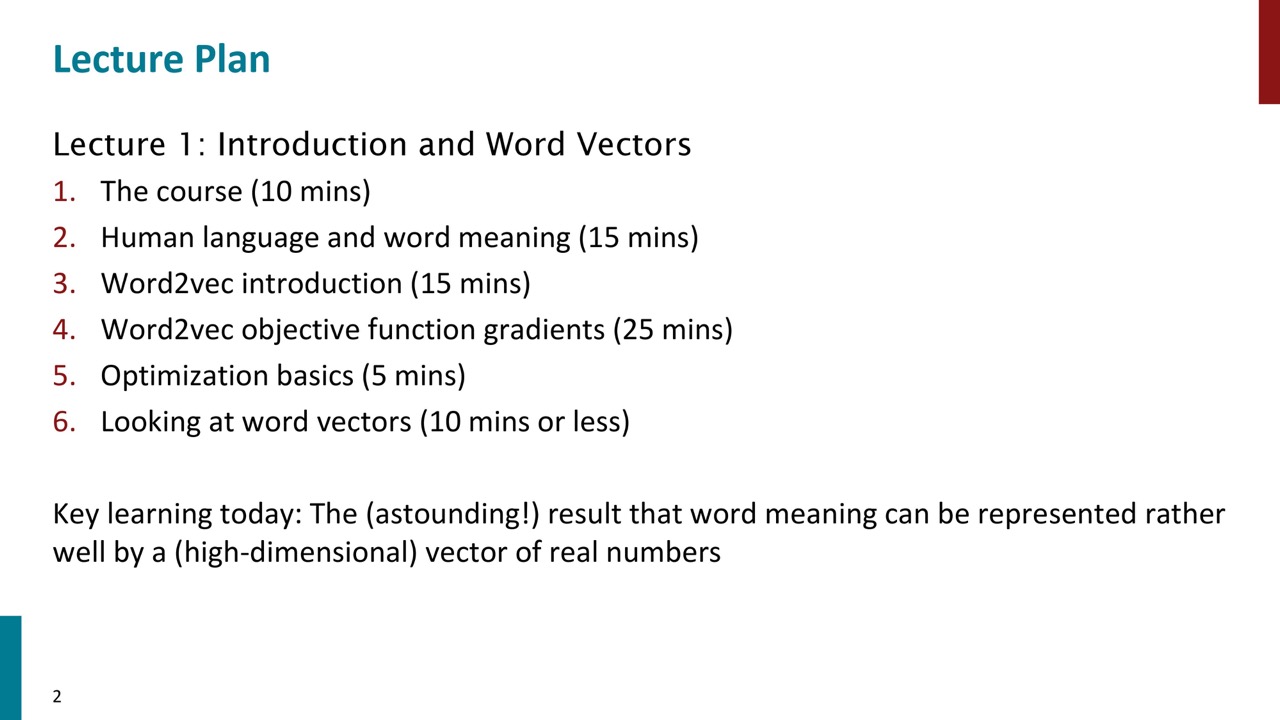 Lecture Plan
Lecture 1: Introduction and Word Vectors
1. The course (10 mins)
2. Human language and word meaning (15 mins)
3. Word2vec introduction (15 mins)
4. Word2vec objective function gradients (25 mins)
5. Optimization basics (5 mins)
6. Looking at word vectors (10 mins or less)
Key learning today: The (astounding!) result that word meaning can be represented rather
well by a (high-dimensional) vector of real numbers
2